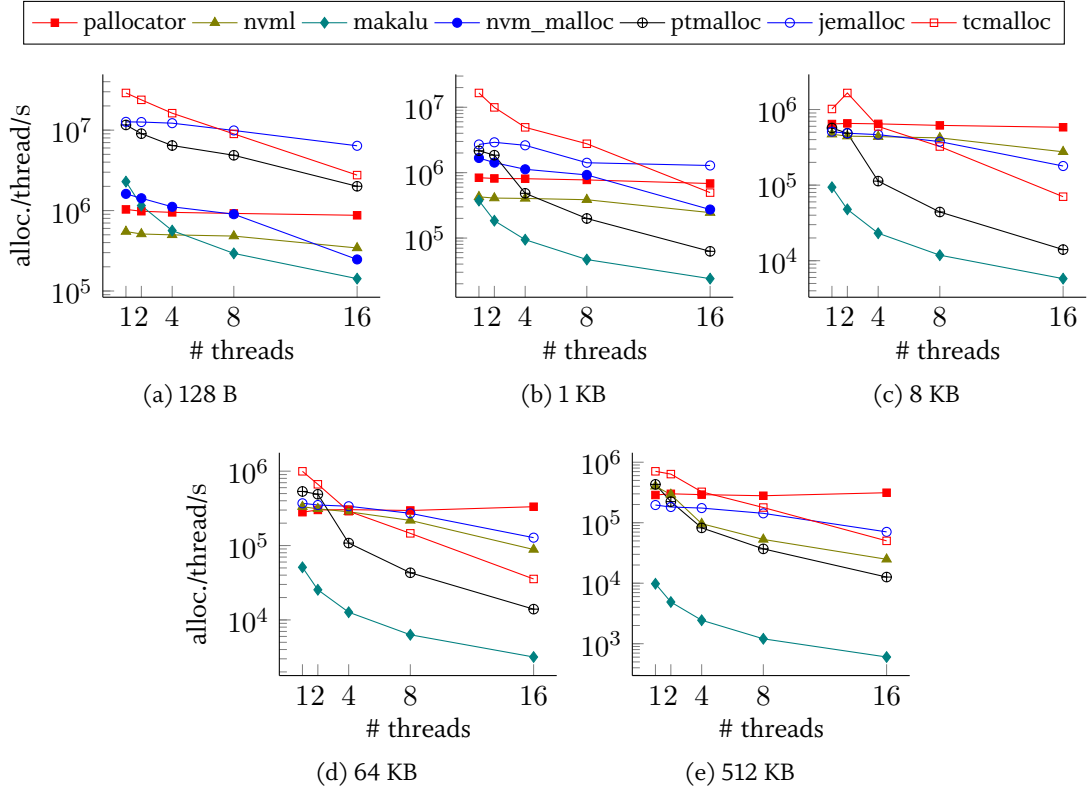 pallocator nvml makalu nvm_malloc ptmalloc jemalloc tcmalloc
alloc./thread/s
10^7
10^6
10^5
1 2 4 8 16
# threads
(a) 128 B
10^7
10^6
10^5
1 2 4 8 16
# threads
(b) 1 KB
10^6
10^5
10^4
1 2 4 8 16
# threads
(c) 8 KB
alloc./thread/s
10^6
10^5
10^4
1 2 4 8 16
# threads
(d) 64 KB
10^6
10^5
10^4
10^3
1 2 4 8 16
# threads
(e) 512 KB